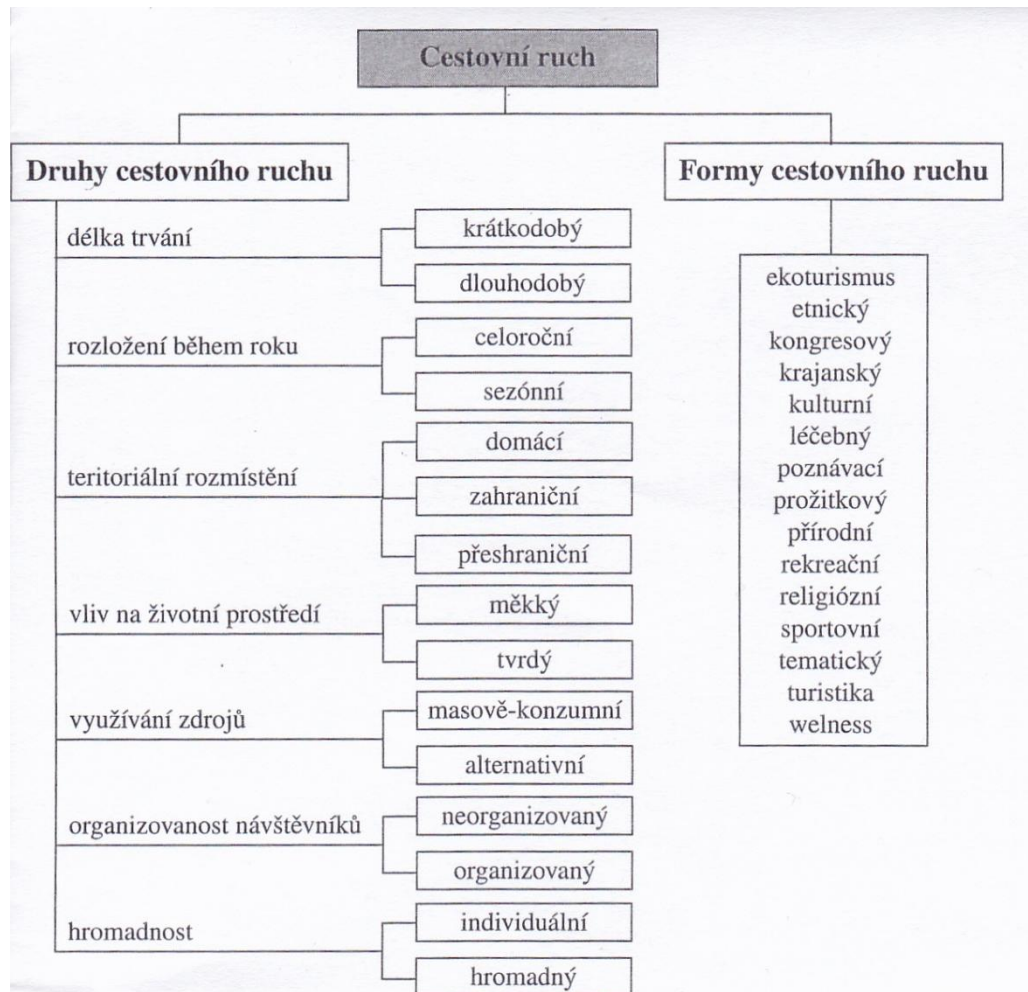 Cestovní ruch
Druhy cestovního ruchu
délka trvání
krátkodobý
dlouhodobý
rozložení během roku
celoroční
sezónní
teritoriální rozmístění
domácí
zahraniční
přeshraniční
vliv na životní prostředí
měkký
tvrdý
využívání zdrojů
masově-konzumní
alternativní
organizovanost návštěvníků
neorganizovaný
organizovaný
hromadnost
individuální
hromadný
Formy cestovního ruchu
ekoturismus
etnický
kongresový
krajanský
kulturní
léčebný
poznávací
prožitkový
přírodní
rekreační
religiózní
sportovní
tematický
turistika
welness